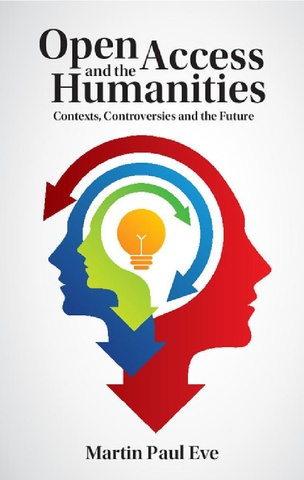 Open Access
and the
Humanities
Contexts, Controversies and the Future
Martin Paul Eve